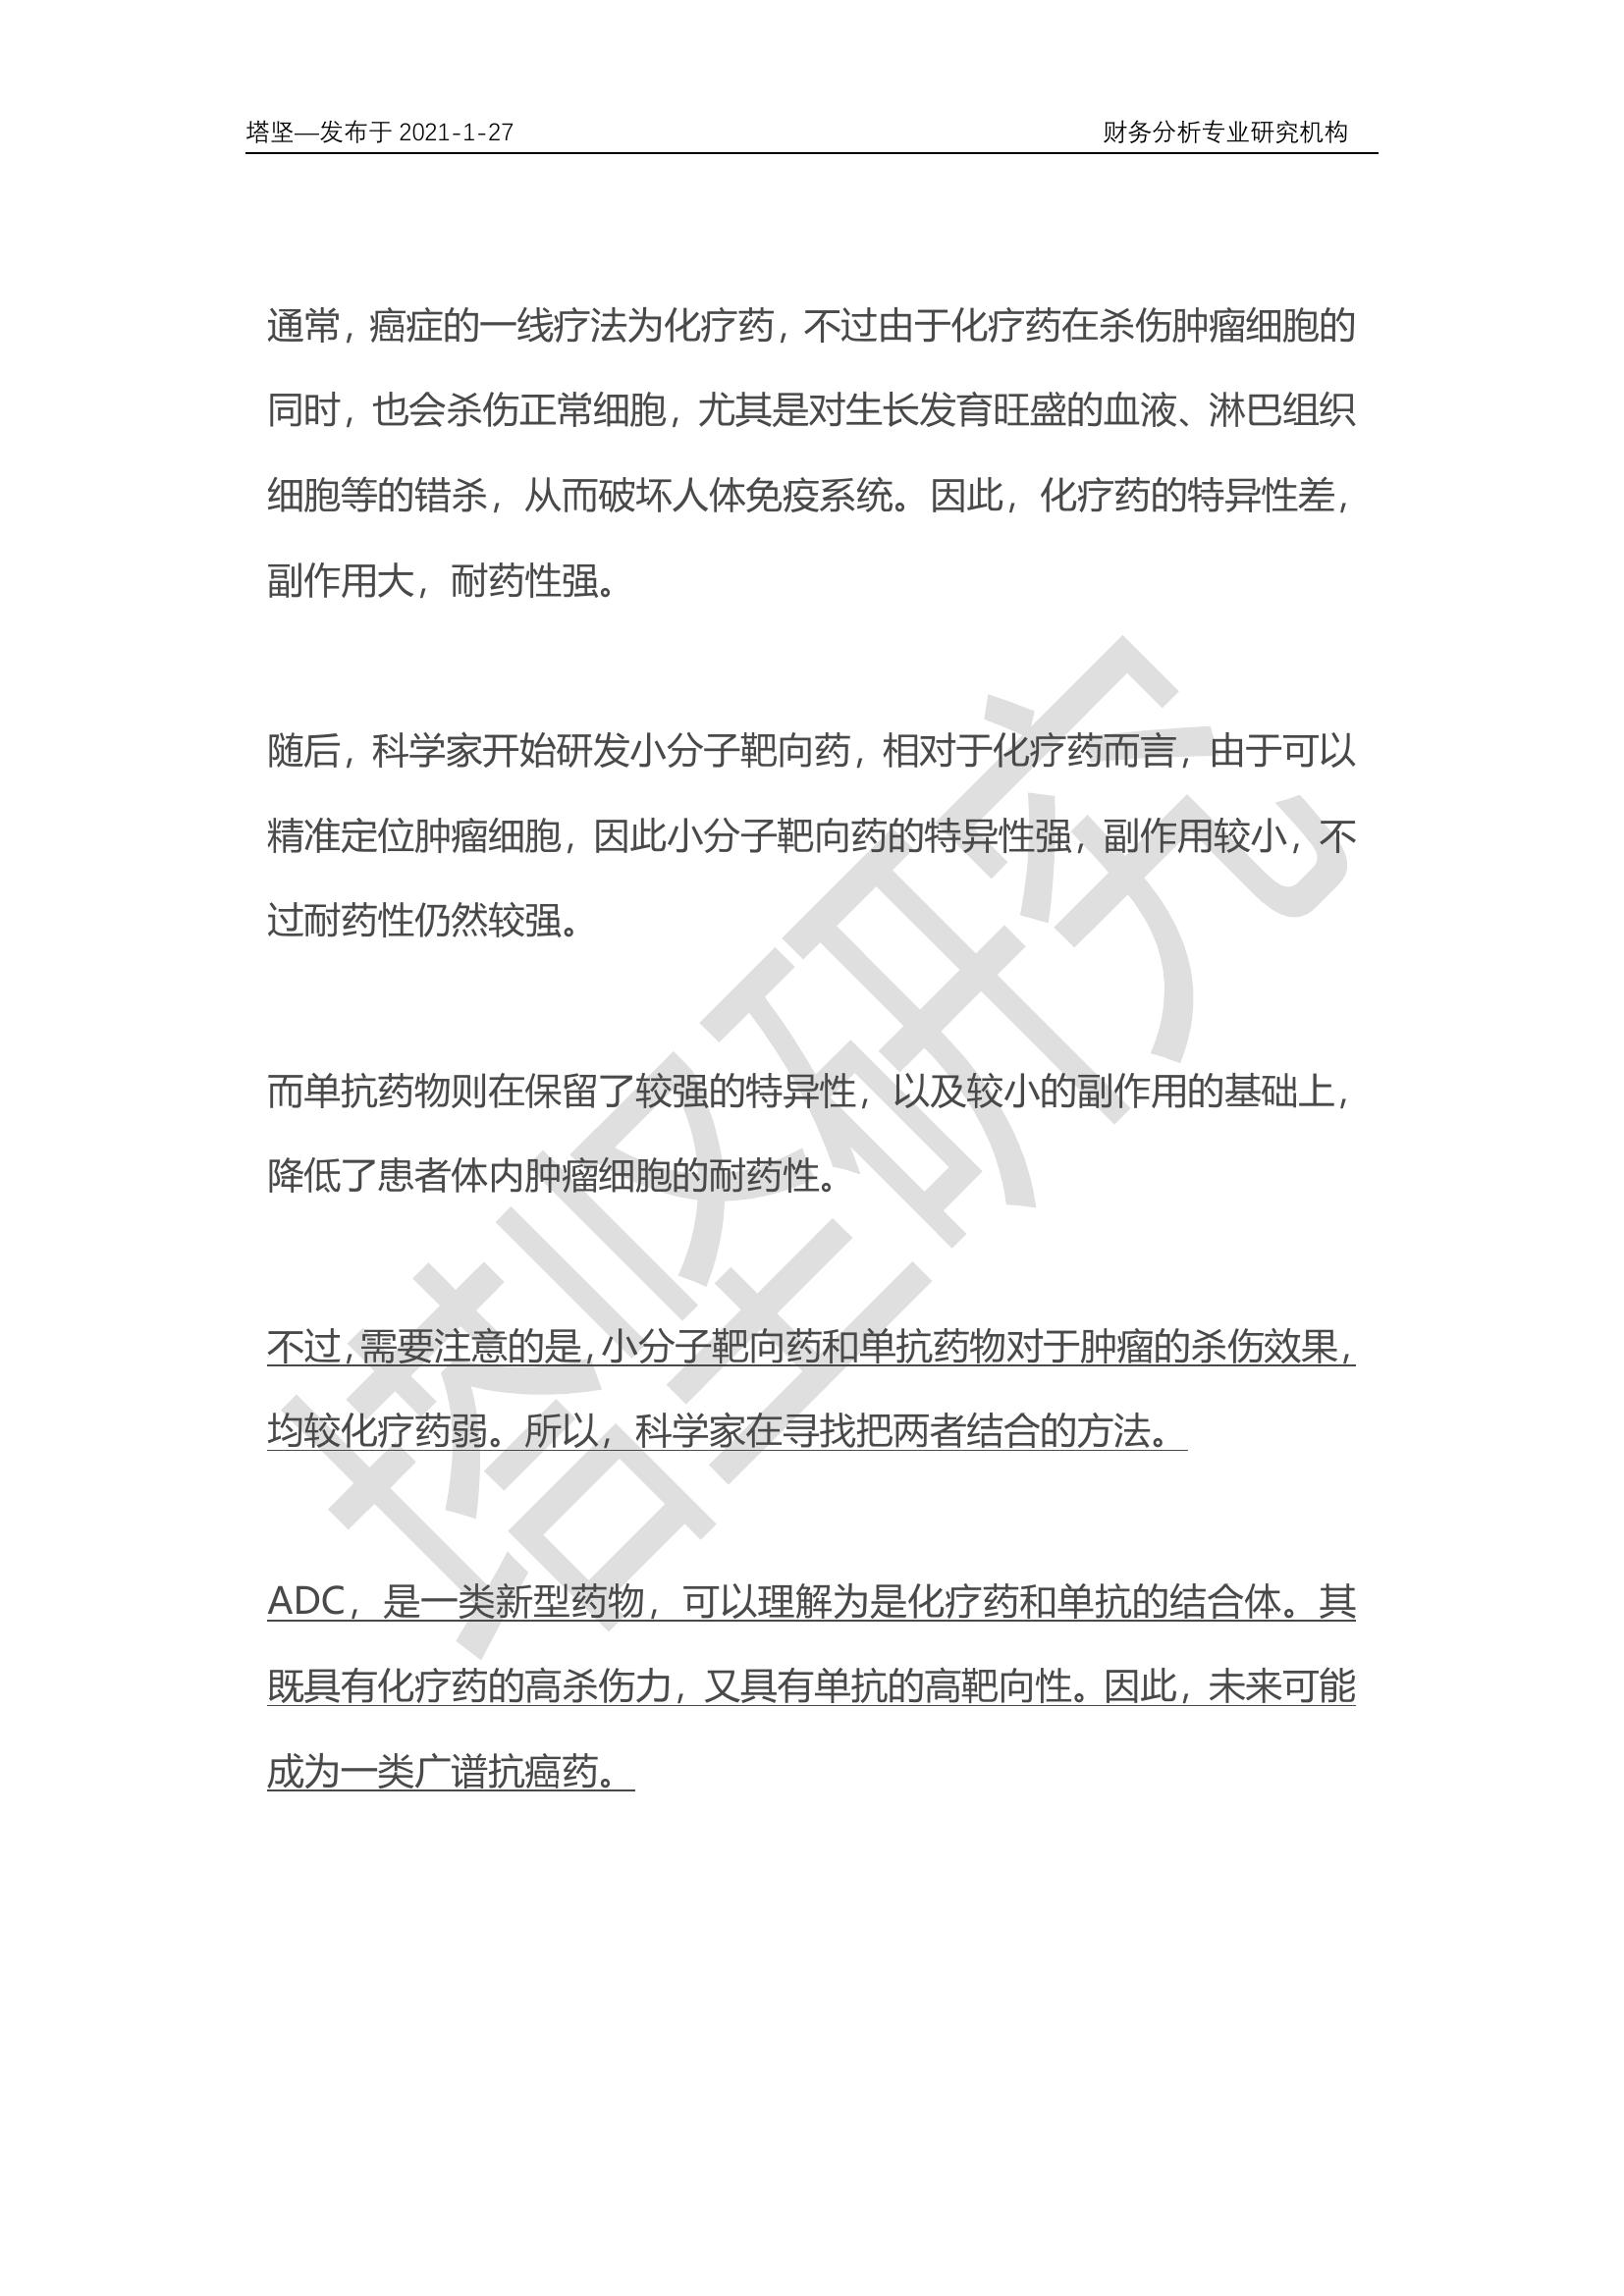 塔坚—发布于 2021-1-27 财务分析专业研究机构
通常，癌症的一线疗法为化疗药，不过由于化疗药在杀伤肿瘤细胞的
同时，也会杀伤正常细胞，尤其是对生长发育旺盛的血液、淋巴组织
细胞等的错杀，从而破坏人体免疫系统。因此，化疗药的特异性差，
副作用大，耐药性强。
随后，科学家开始研发小分子靶向药，相对于化疗药而言，由于可以
精准定位肿瘤细胞，因此小分子靶向药的特异性强，副作用较小，不
过耐药性仍然较强。
而单抗药物则在保留了较强的特异性，以及较小的副作用的基础上，
降低了患者体内肿瘤细胞的耐药性。
不过，需要注意的是，小分子靶向药和单抗药物对于肿瘤的杀伤效果，
均较化疗药弱。所以，科学家在寻找把两者结合的方法。
ADC，是一类新型药物，可以理解为是化疗药和单抗的结合体。其
既具有化疗药的高杀伤力，又具有单抗的高靶向性。因此，未来可能
成为一类广谱抗癌药。
塔坚研究